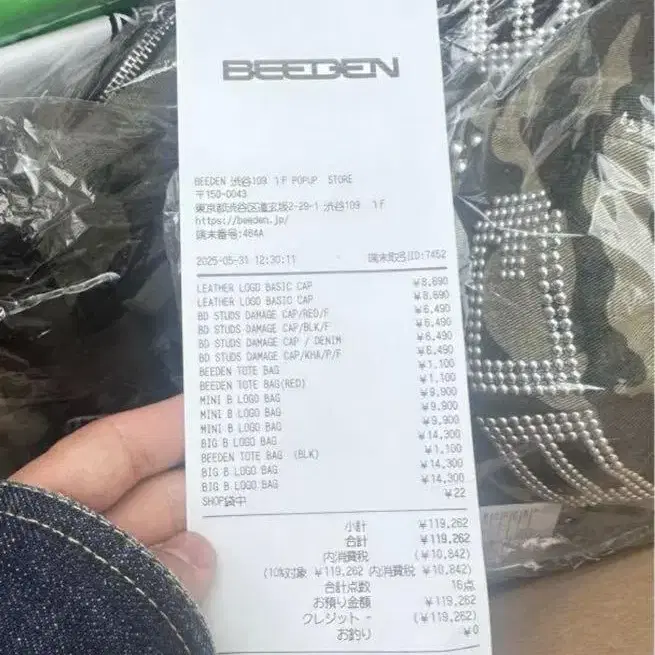 BEEDEN
BEEDEN 渋谷109 1F POPUP STORE
〒150-0043
東京都渋谷区道玄坂2-29-1 渋谷109 1F
https://beeden.jp/
端末番号:464A
2025-05-31 12:30:11 端末取引ID:7452
LEATHER LOGO BASIC CAP ¥8,690
LEATHER LOGO BASIC CAP ¥8,690
BD STUDS DAMAGE CAP/RED/F ¥6,490
BD STUDS DAMAGE CAP/BLK/F ¥6,490
BD STUDS DAMAGE CAP / DENIM ¥6,490
BD STUDS DAMAGE CAP/KHA/P/F ¥6,490
BEEDEN TOTE BAG ¥1,100
BEEDEN TOTE BAG(RED) ¥1,100
MINI B LOGO BAG ¥9,900
MINI B LOGO BAG ¥9,900
MINI B LOGO BAG ¥9,900
BIG B LOGO BAG ¥14,300
BEEDEN TOTE BAG (BLK) ¥1,100
BIG B LOGO BAG ¥14,300
BIG B LOGO BAG ¥14,300
SHOP袋中 ¥22
小計 ¥119,262
合計 ¥119,262
内消費税 (¥10,842)
(10%対象 ¥119,262 内消費税 ¥10,842)
合計点数 16点
お預り金額 ¥119,262
クレジット - (¥119,262)
お釣り ¥0